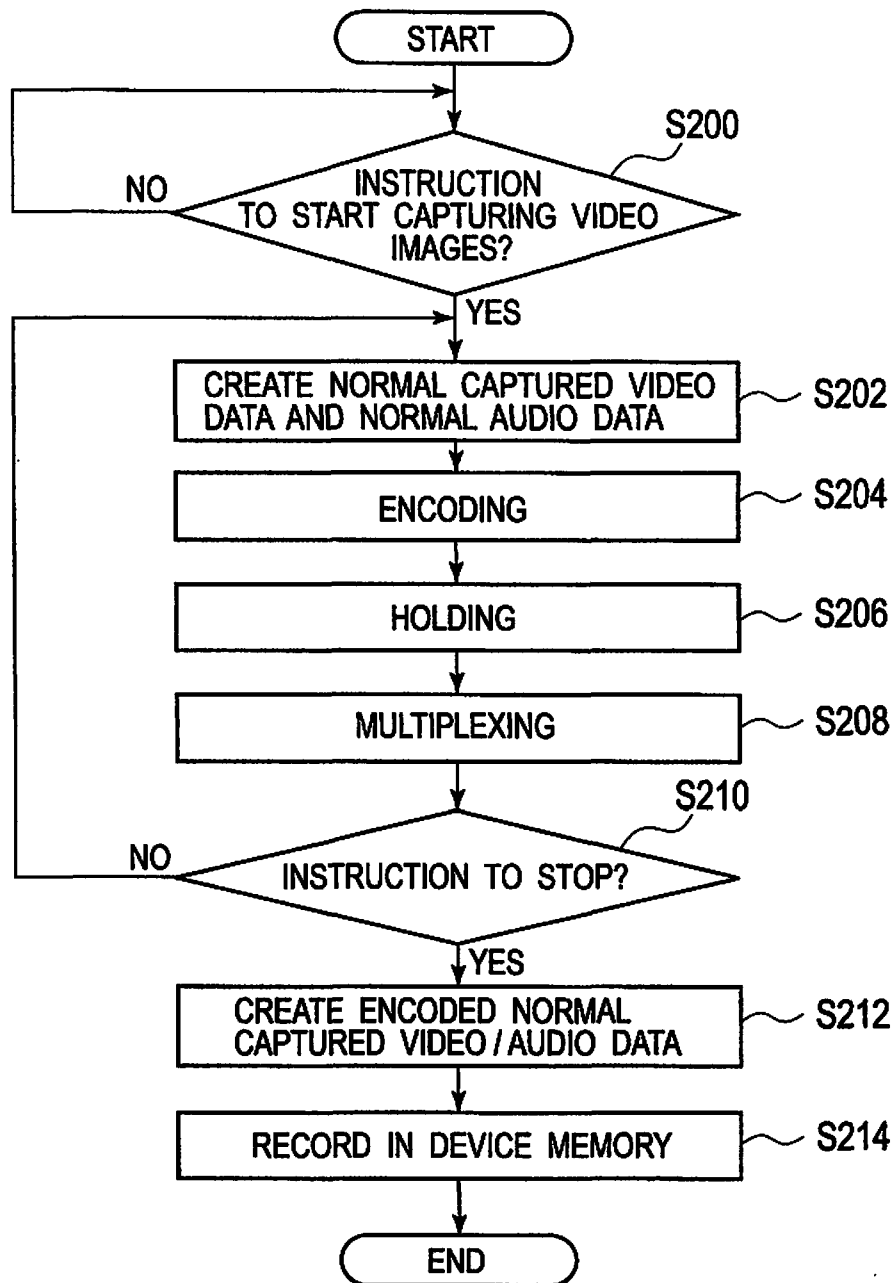 START
S200
NO
INSTRUCTION
TO START CAPTURING VIDEO
IMAGES?
YES
CREATE NORMAL CAPTURED VIDEO
DATA AND NORMAL AUDIO DATA
S202
ENCODING
S204
HOLDING
S206
MULTIPLEXING
S208
S210
NO
INSTRUCTION TO STOP?
YES
CREATE ENCODED NORMAL
CAPTURED VIDEO/AUDIO DATA
S212
RECORD IN DEVICE MEMORY
S214
END